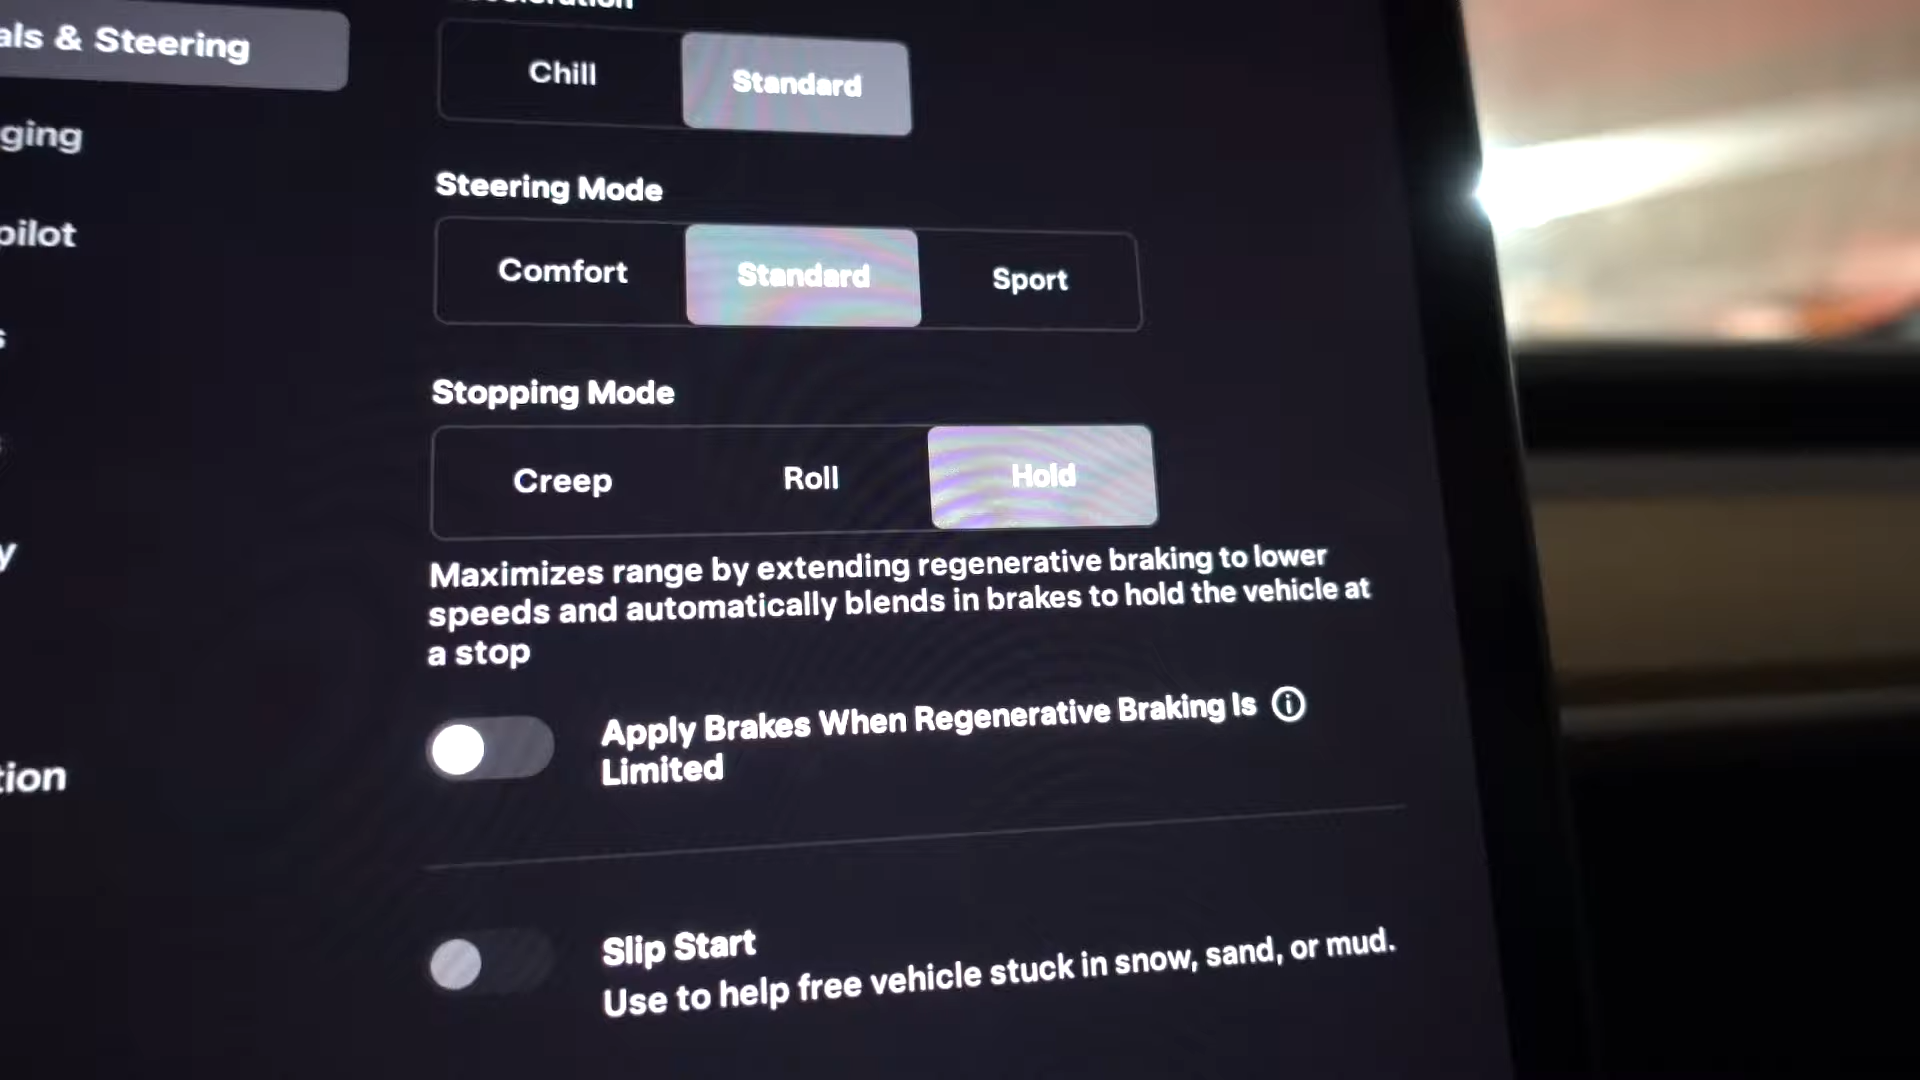 als & Steering
Chill
Standard
ging
Steering Mode
pilot
Comfort
Standard
Sport
Stopping Mode
Creep
Roll
Hold
Maximizes range by extending regenerative braking to lower
speeds and automatically blends in brakes to hold the vehicle at
a stop
Apply Brakes When Regenerative Braking Is
Limited
tion
Slip Start
Use to help free vehicle stuck in snow, sand, or mud.